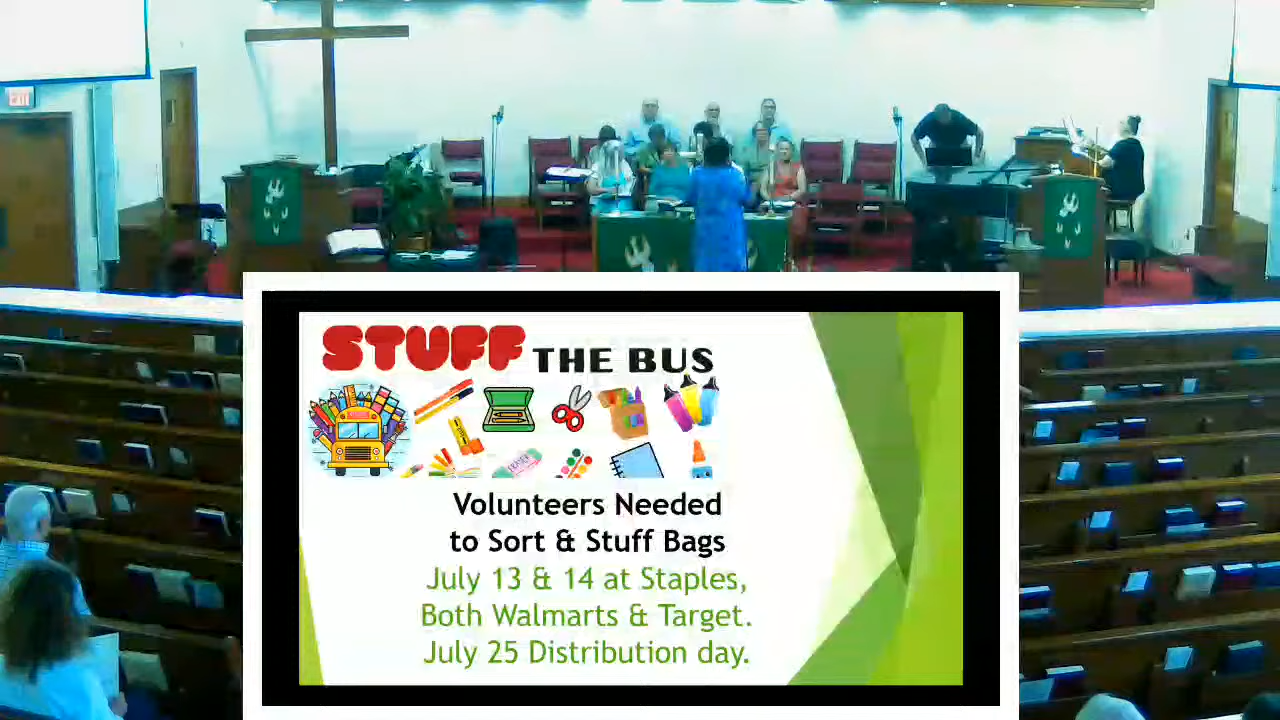 STUFF THE BUS
Volunteers Needed
to Sort & Stuff Bags
July 13 & 14 at Staples,
Both Walmarts & Target.
July 25 Distribution day.